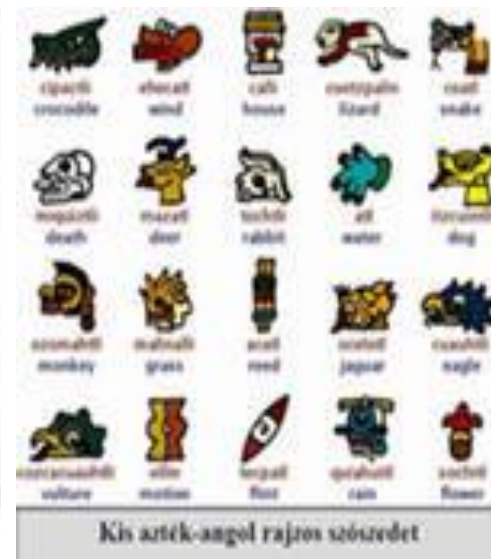 cipactli ehecatl calli cuetzpalin coatl
crocodile wind house lizard snake
miquiztli mazatl tochtli atl itzcuintli
death deer rabbit water dog
ozomahtli malinalli acatl ocelotl cuauhtli
monkey grass reed jaguar eagle
cozcacuauhtli ollin tecpatl quiahuitl xochitl
vulture motion flint rain flower
Kis azték-angol rajzos szószedet